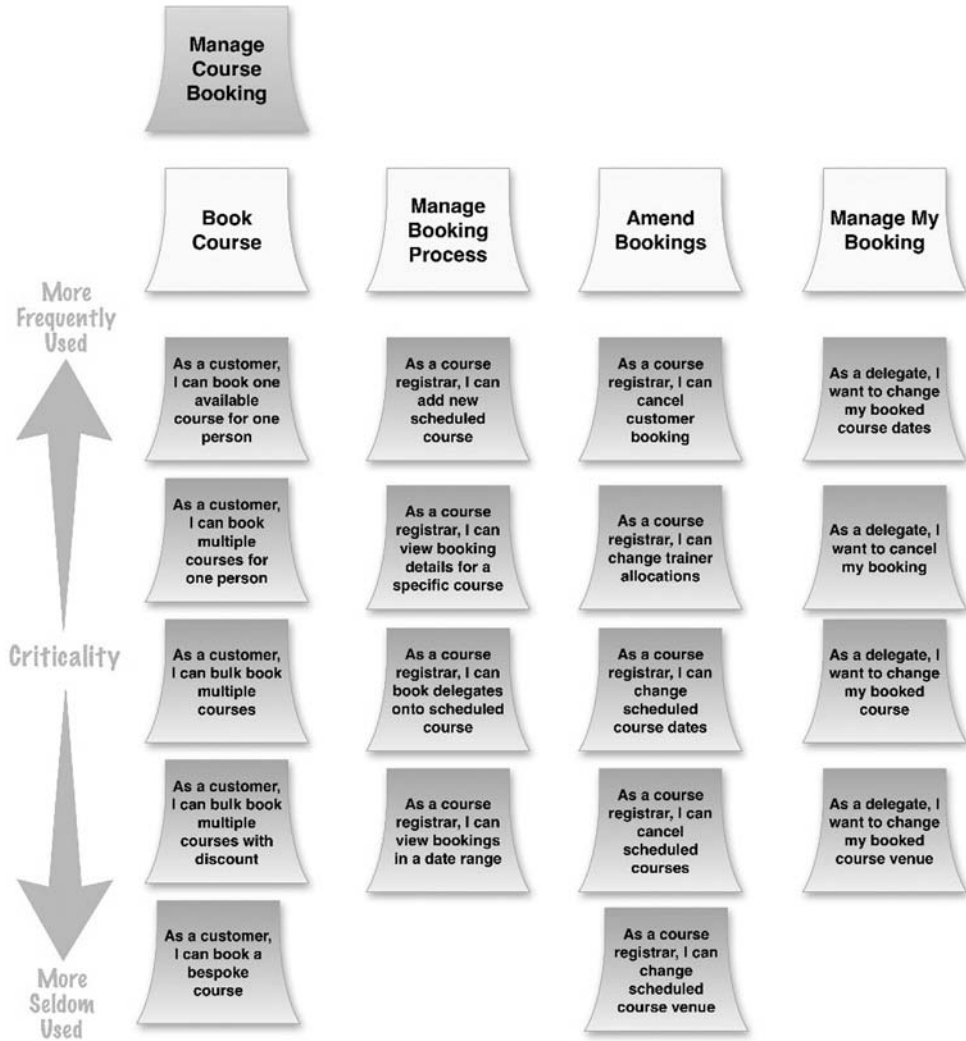 Manage
Course
Booking
Book
Course
Manage
Booking
Process
Amend
Bookings
Manage My
Booking
More
Frequently
Used
As a customer,
I can book one
available
course for one
person
As a course
registrar, I can
add new
scheduled
course
As a course
registrar, I can
cancel
customer
booking
As a delegate, I
want to change
my booked
course dates
As a customer,
I can book
multiple
courses for
one person
As a course
registrar, I can
view booking
details for a
specific course
As a course
registrar, I can
change trainer
allocations
As a delegate, I
want to cancel
my booking
Criticality
As a customer,
I can bulk book
multiple
courses
As a course
registrar, I can
book delegates
onto scheduled
course
As a course
registrar, I can
change
scheduled
course dates
As a delegate, I
want to change
my booked
course
As a customer,
I can bulk book
multiple
courses with
discount
As a course
registrar, I can
view bookings
in a date range
As a course
registrar, I can
cancel
scheduled
courses
As a delegate, I
want to change
my booked
course venue
As a customer,
I can book a
bespoke
course
As a course
registrar, I can
change
scheduled
course venue
More
Seldom
Used